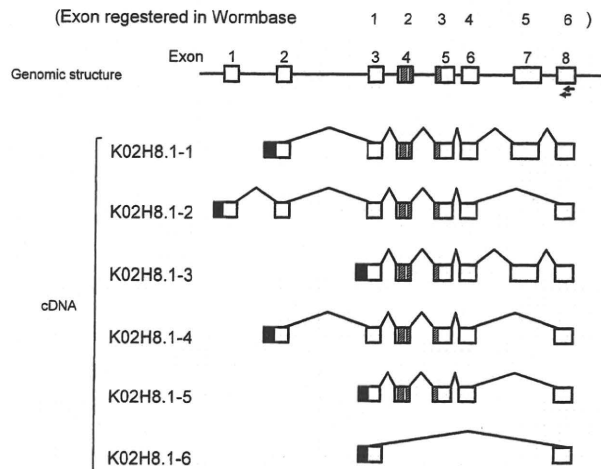 (Exon regestered in Wormbase 1 2 3 4 5 6 )
Exon 1 2 3 4 5 6 7 8
Genomic structure
K02H8.1-1
K02H8.1-2
K02H8.1-3
cDNA
K02H8.1-4
K02H8.1-5
K02H8.1-6